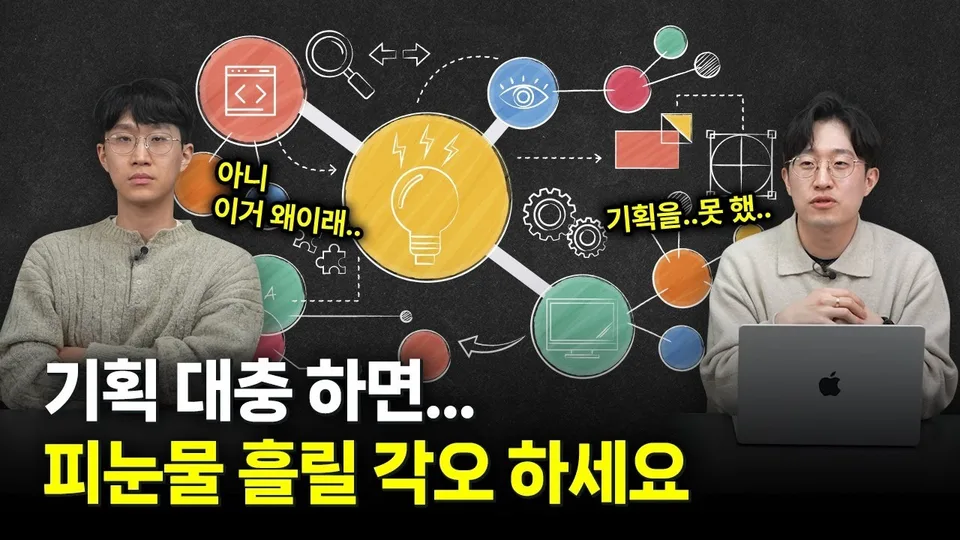 아니
이거 왜이래..
기획을..못 했..
A
기획 대충 하면...
피눈물 흘릴 각오 하세요